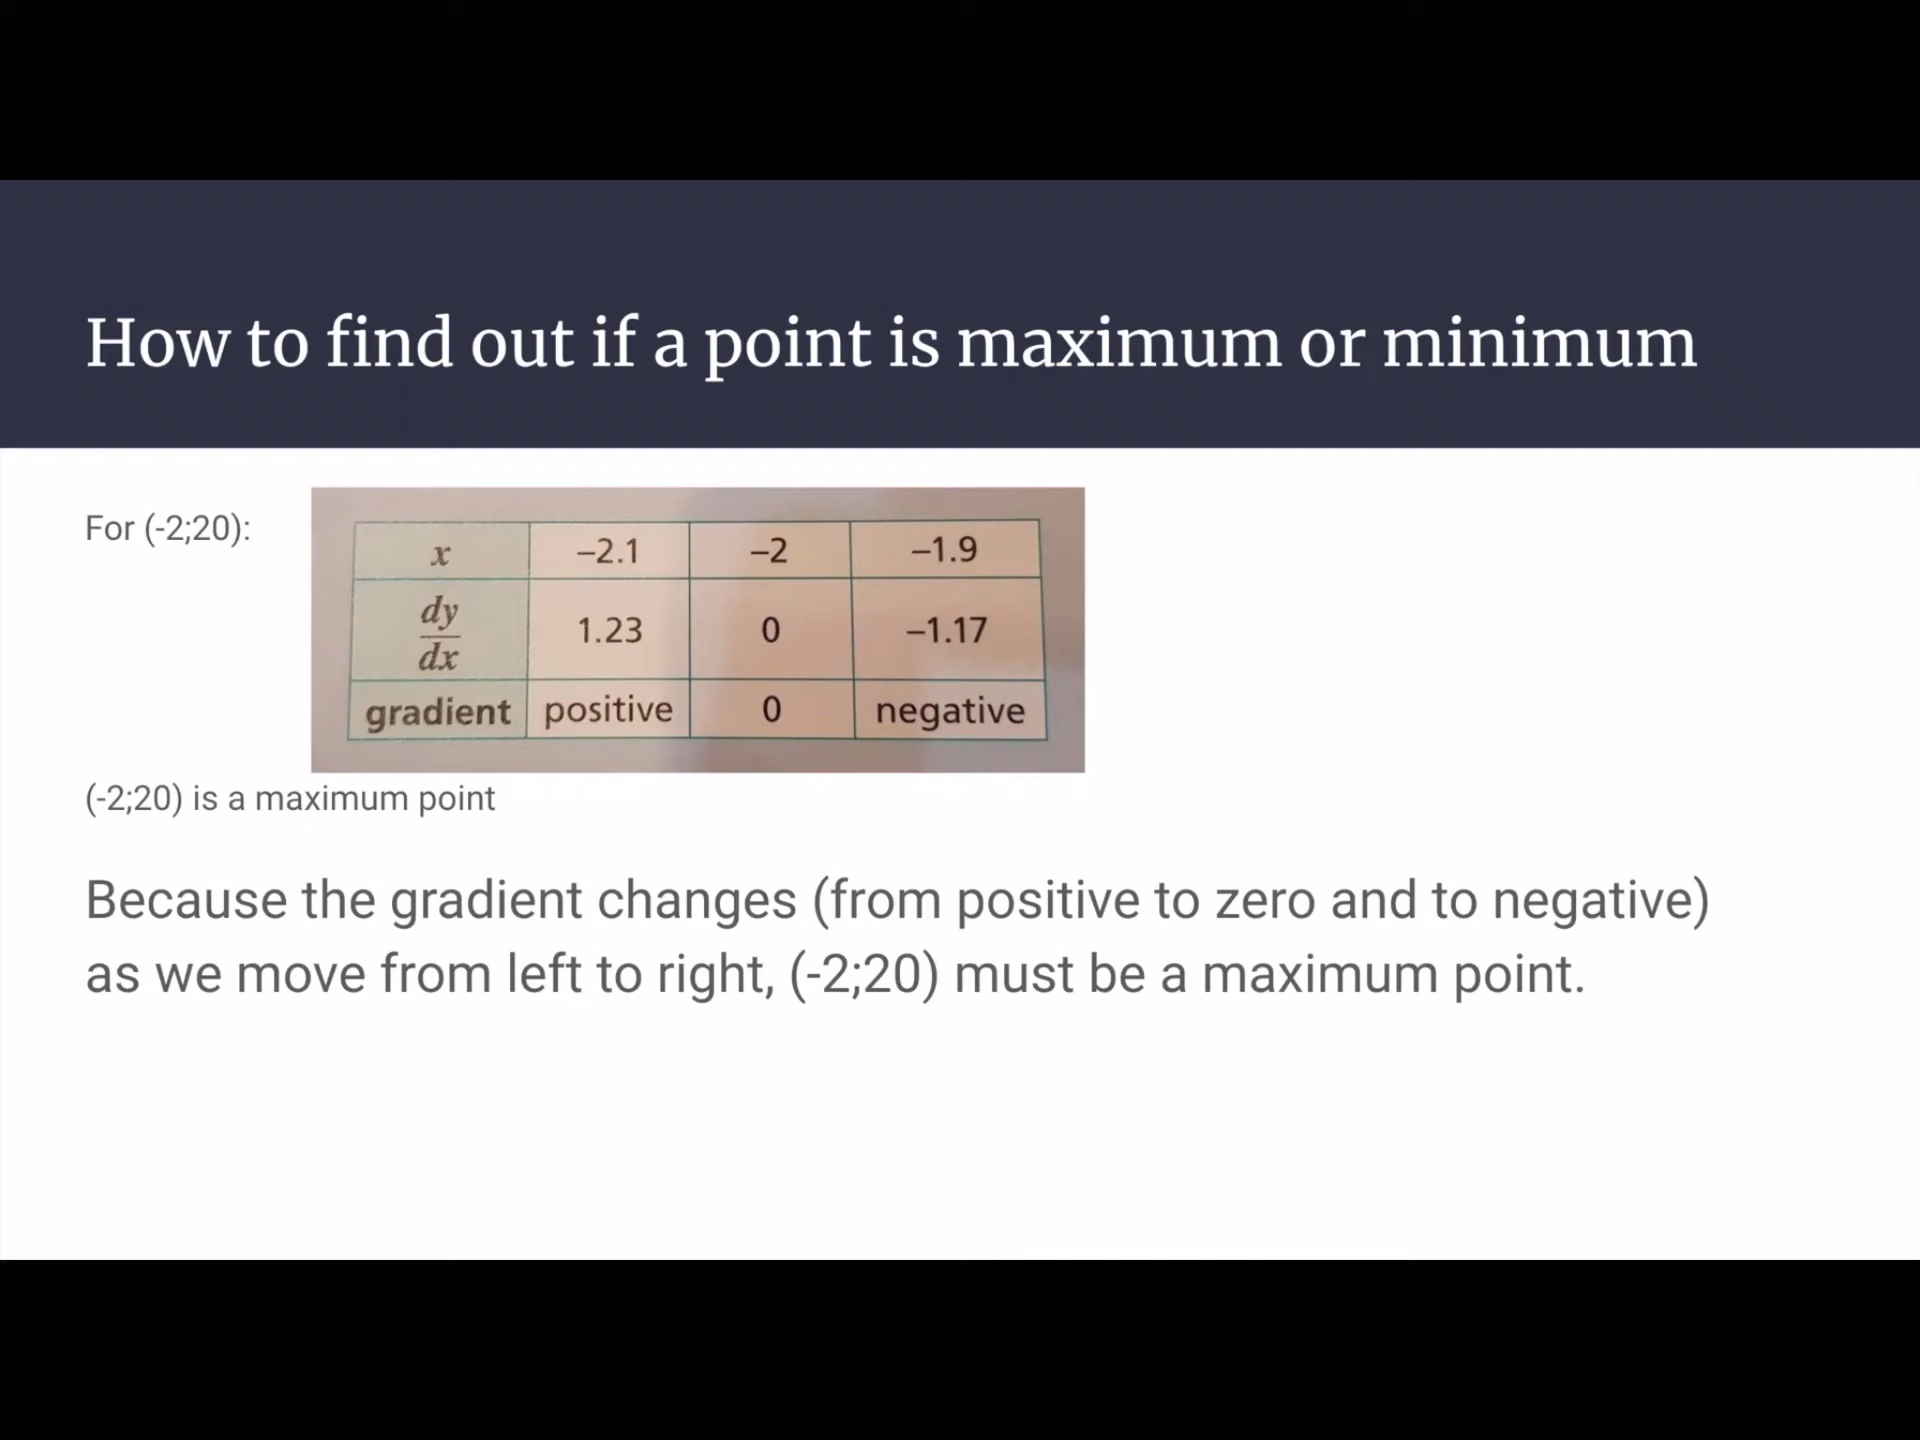 How to find out if a point is maximum or minimum
For (-2;20):
x –2.1 –2 –1.9
dy/dx 1.23 0 –1.17
gradient positive 0 negative
(-2;20) is a maximum point
Because the gradient changes (from positive to zero and to negative)
as we move from left to right, (-2;20) must be a maximum point.